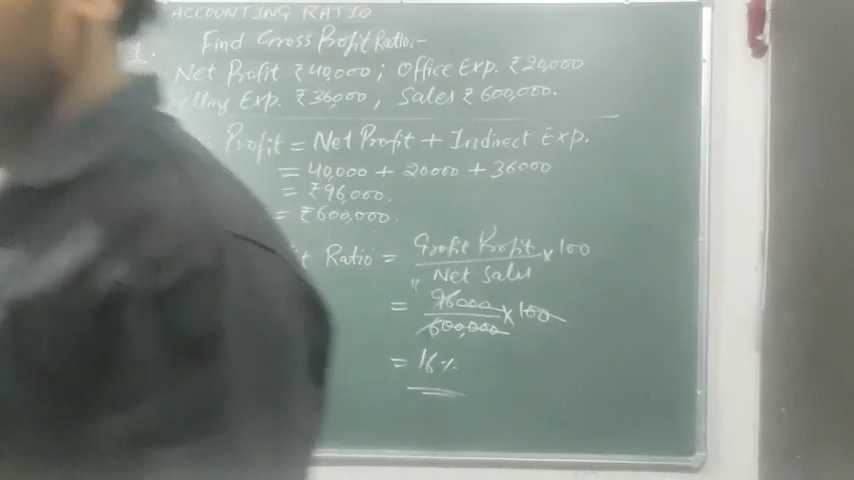 ACCOUNTING RATIO
1. Find Gross Profit Ratio:-
Net Profit ₹40,000; Office Exp. ₹20,000
lling Exp. ₹36,000, Sales ₹600,000.
Profit = Net Profit + Indirect Exp.
= 40,000 + 20000 + 36000
= ₹96,000.
= ₹600,000.
t Ratio = Grofit Profit / Net Sales × 100
= 96000 / 600,000 × 100
= 16%